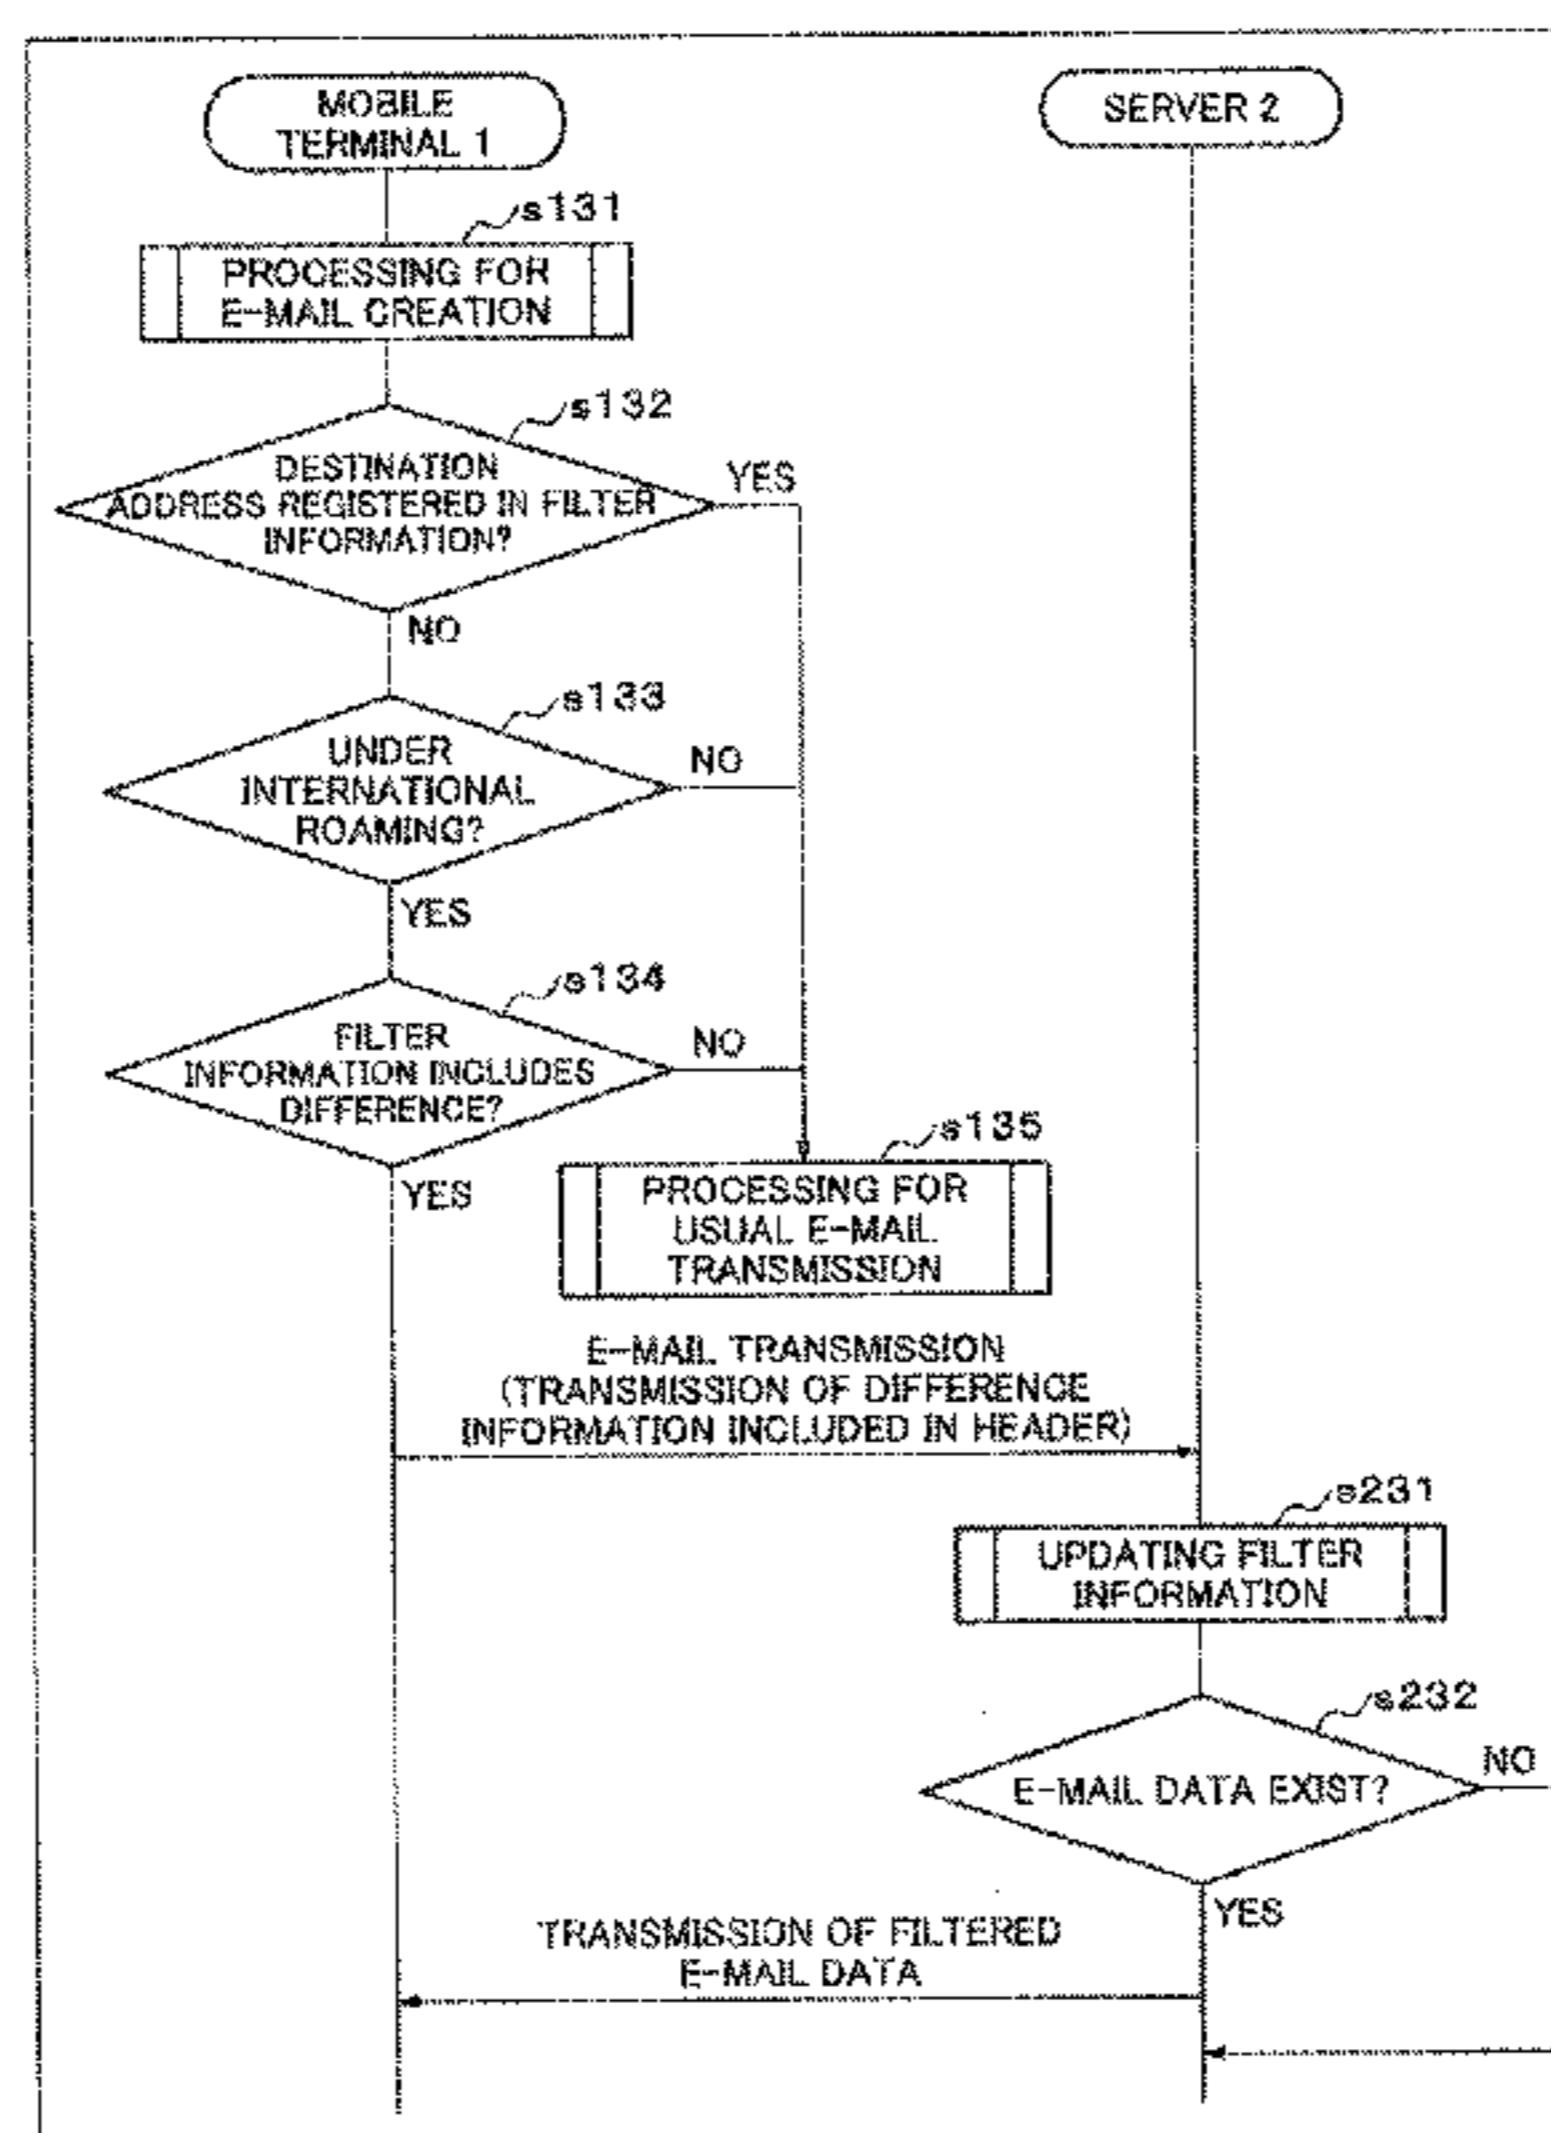 MOBILE
TERMINAL 1
SERVER 2
s131
PROCESSING FOR
E-MAIL CREATION
s132
DESTINATION
ADDRESS REGISTERED IN FILTER
INFORMATION?
YES
NO
s133
UNDER
INTERNATIONAL
ROAMING?
NO
YES
s134
FILTER
INFORMATION INCLUDES
DIFFERENCE?
NO
YES
s135
PROCESSING FOR
USUAL E-MAIL
TRANSMISSION
E-MAIL TRANSMISSION
(TRANSMISSION OF DIFFERENCE
INFORMATION INCLUDED IN HEADER)
s231
UPDATING FILTER
INFORMATION
s232
E-MAIL DATA EXIST?
NO
YES
TRANSMISSION OF FILTERED
E-MAIL DATA